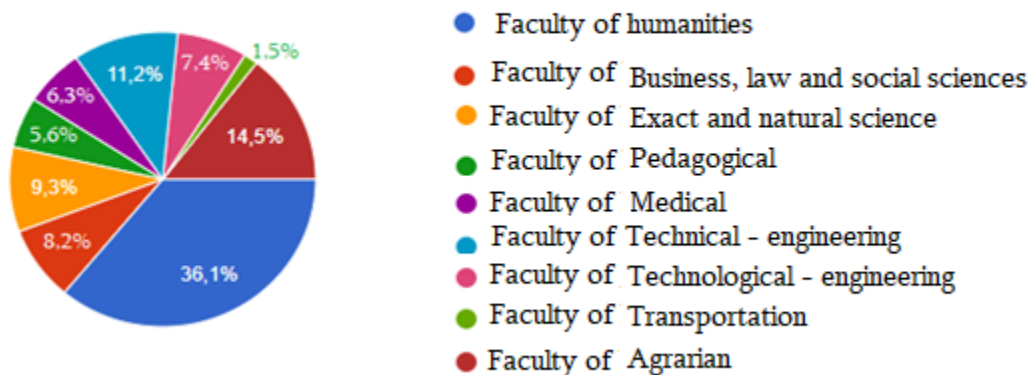 11,2%
7,4%
1,5%
6,3%
14,5%
5,6%
9,3%
8,2%
36,1%
Faculty of humanities
Faculty of Business, law and social sciences
Faculty of Exact and natural science
Faculty of Pedagogical
Faculty of Medical
Faculty of Technical - engineering
Faculty of Technological - engineering
Faculty of Transportation
Faculty of Agrarian